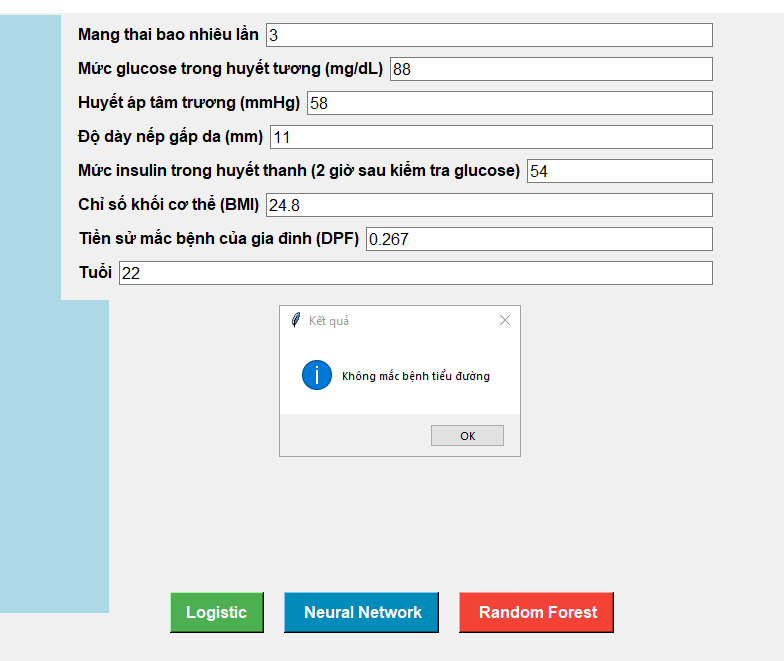 Mang thai bao nhiêu lần 3
Mức glucose trong huyết tương (mg/dL) 88
Huyết áp tâm trương (mmHg) 58
Độ dày nếp gấp da (mm) 11
Mức insulin trong huyết thanh (2 giờ sau kiểm tra glucose) 54
Chỉ số khối cơ thể (BMI) 24.8
Tiền sử mắc bệnh của gia đình (DPF) 0.267
Tuổi 22
Kết quả
Không mắc bệnh tiểu đường
OK
Logistic Neural Network Random Forest